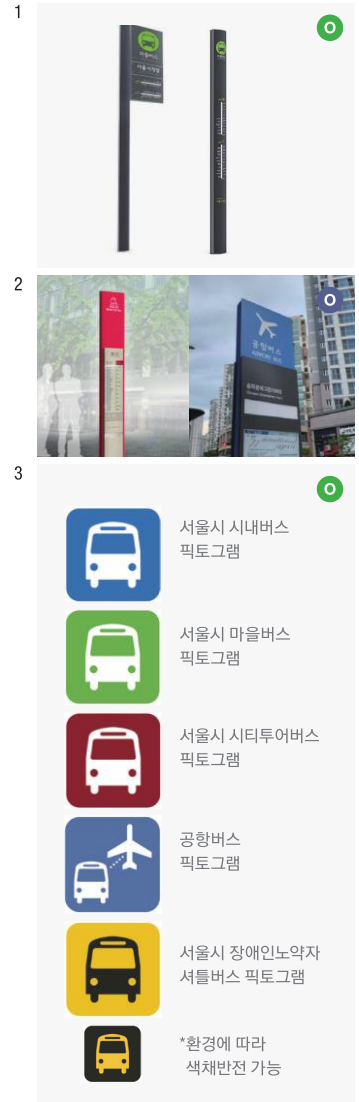 1
O
마을버스
2
O
공항버스
3
O
서울시 시내버스
픽토그램
서울시 마을버스
픽토그램
서울시 시티투어버스
픽토그램
공항버스
픽토그램
서울시 장애인노약자
셔틀버스 픽토그램
*환경에 따라
색채반전 가능